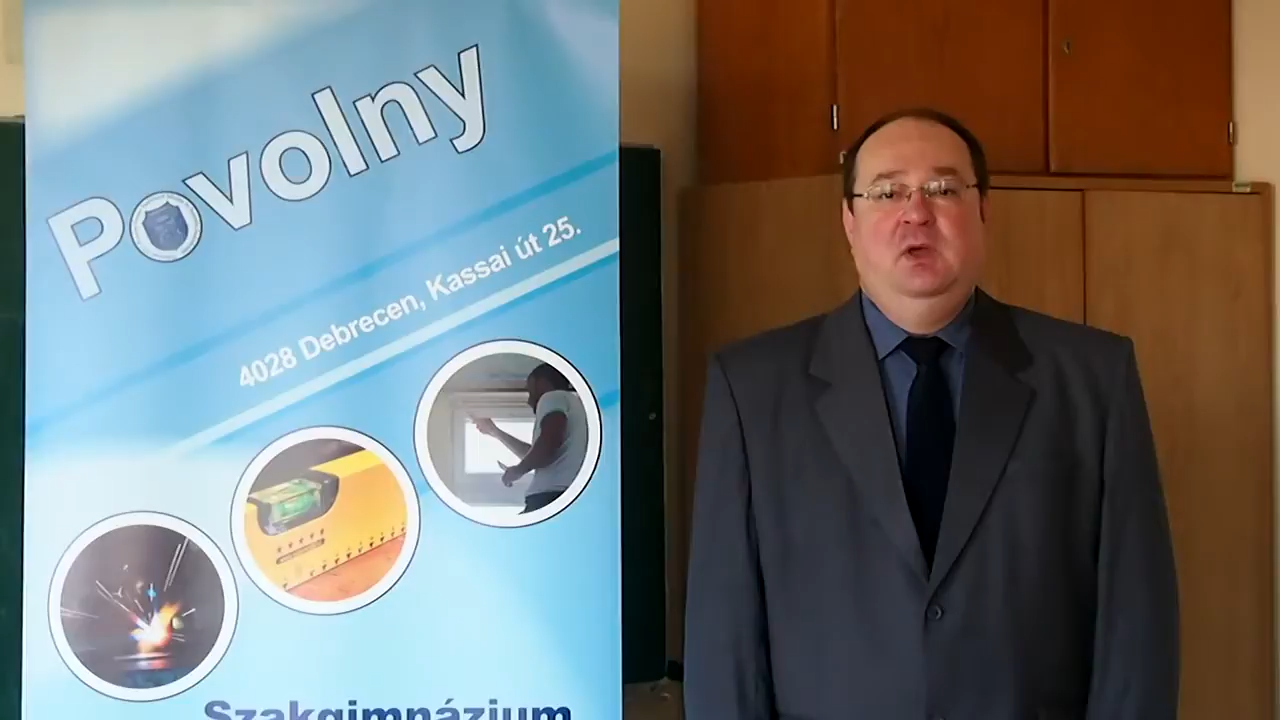 Povolny
4028 Debrecen, Kassai út 25.
Szakgimnázium